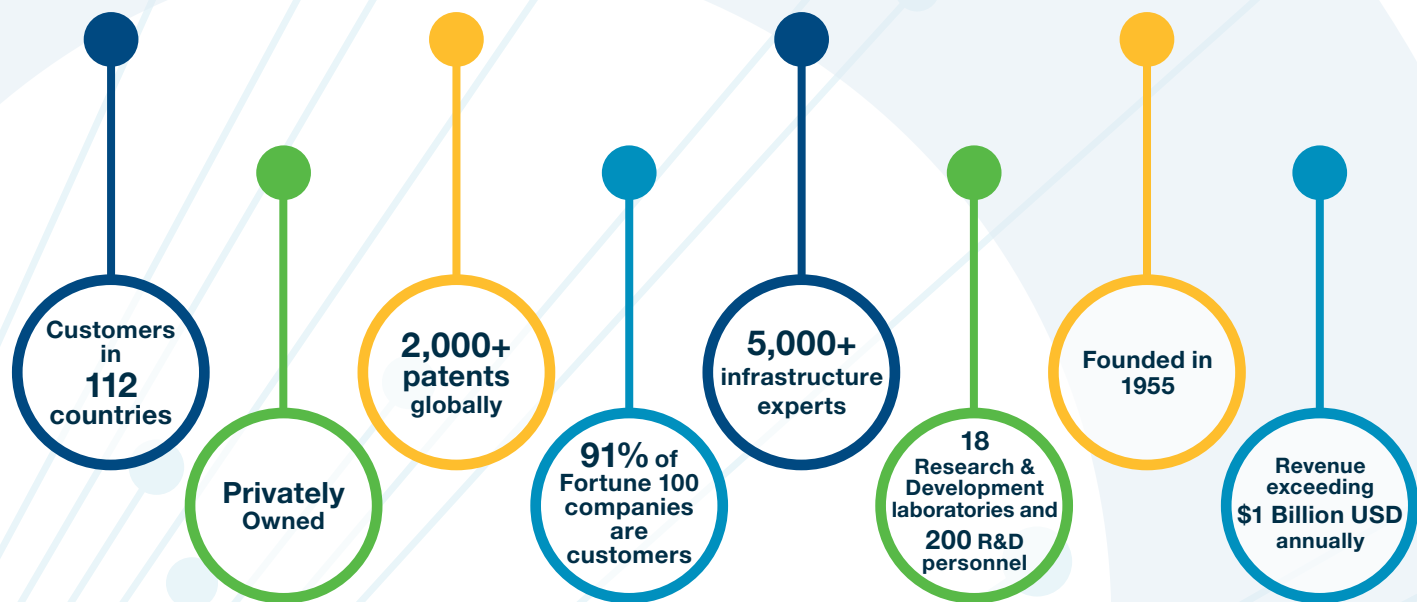 Customers
in
112
countries
Privately
Owned
2,000+
patents
globally
91% of
Fortune 100
companies
are
customers
5,000+
infrastructure
experts
18
Research &
Development
laboratories and
200 R&D
personnel
Founded in
1955
Revenue
exceeding
$1 Billion USD
annually